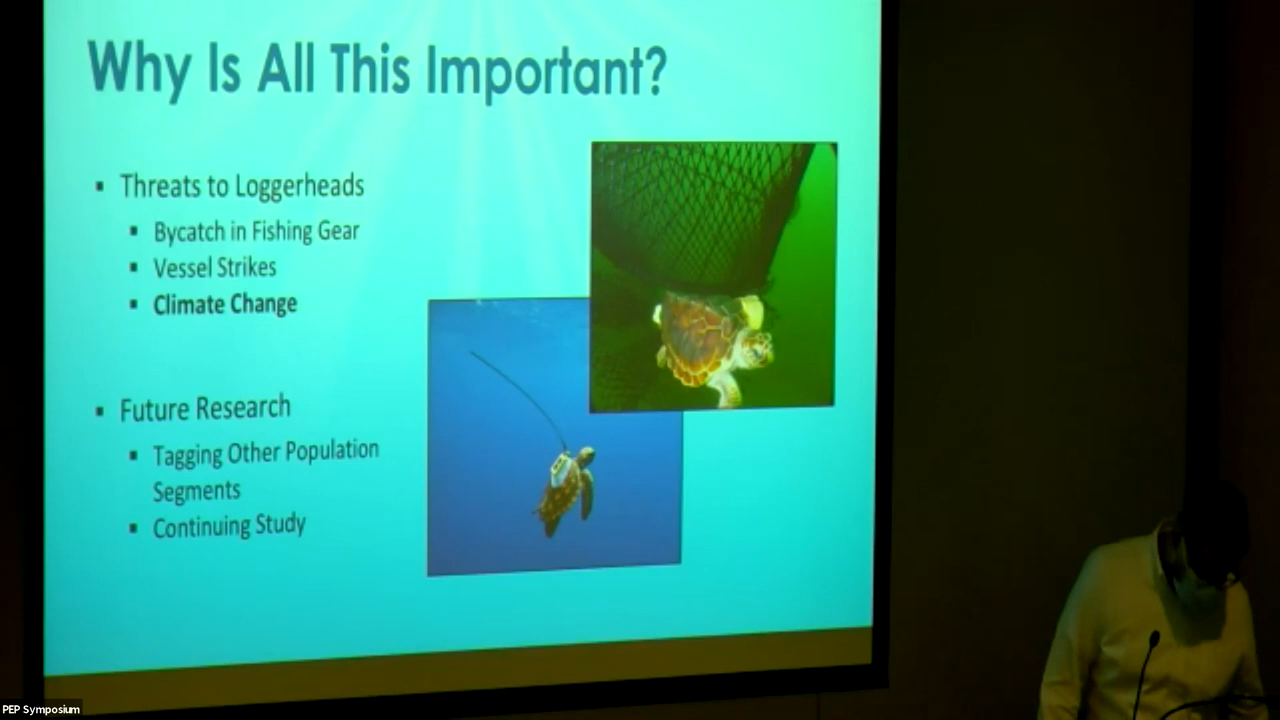 Why Is All This Important?
▪ Threats to Loggerheads
▪ Bycatch in Fishing Gear
▪ Vessel Strikes
▪ Climate Change
▪ Future Research
▪ Tagging Other Population
Segments
▪ Continuing Study
PEP Symposium